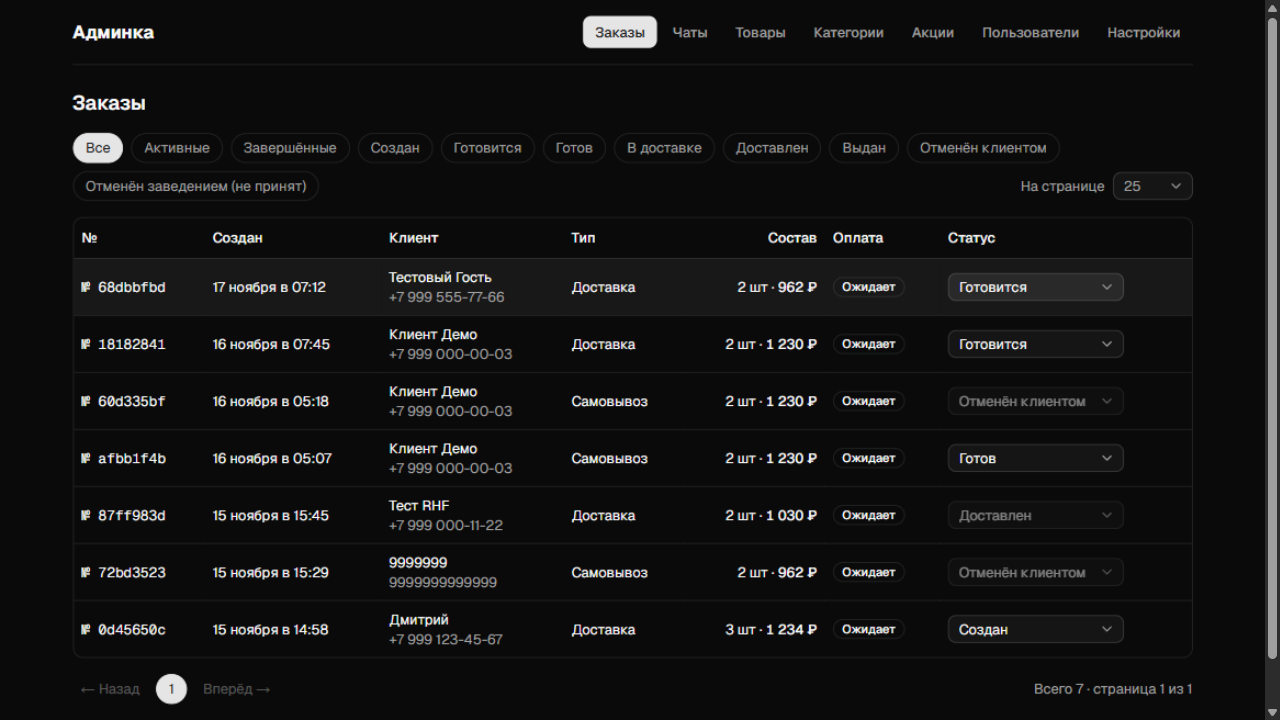 Админка Заказы Чаты Товары Категории Акции Пользователи Настройки
Заказы
Все Активные Завершённые Создан Готовится Готов В доставке Доставлен Выдан Отменён клиентом
Отменён заведением (не принят) На странице 25
№ Создан Клиент Тип Состав Оплата Статус
№ 68dbbfbd 17 ноября в 07:12 Тестовый Гость Доставка 2 шт · 962 ₽ Ожидает Готовится
+7 999 555-77-66
№ 18182841 16 ноября в 07:45 Клиент Демо Доставка 2 шт · 1 230 ₽ Ожидает Готовится
+7 999 000-00-03
№ 60d335bf 16 ноября в 05:18 Клиент Демо Самовывоз 2 шт · 1 230 ₽ Ожидает Отменён клиентом
+7 999 000-00-03
№ afbb1f4b 16 ноября в 05:07 Клиент Демо Самовывоз 2 шт · 1 230 ₽ Ожидает Готов
+7 999 000-00-03
№ 87ff983d 15 ноября в 15:45 Тест RHF Доставка 2 шт · 1 030 ₽ Ожидает Доставлен
+7 999 000-11-22
№ 72bd3523 15 ноября в 15:29 9999999 Самовывоз 2 шт · 962 ₽ Ожидает Отменён клиентом
9999999999999
№ 0d45650c 15 ноября в 14:58 Дмитрий Доставка 3 шт · 1 234 ₽ Ожидает Создан
+7 999 123-45-67
← Назад 1 Вперёд → Всего 7 · страница 1 из 1